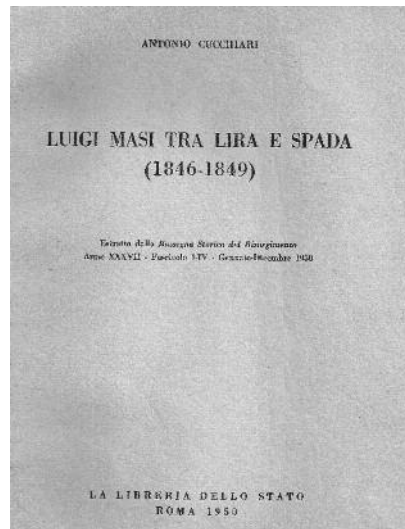 ANTONIO CUCCHIARI
LUIGI MASI TRA LIRA E SPADA
(1846-1849)
Estratto dalla Rassegna Storica del Risorgimento
Anno XXXVII - Fascicolo I-IV - Gennaio-Dicembre 1950
LA LIBRERIA DELLO STATO
ROMA 1950